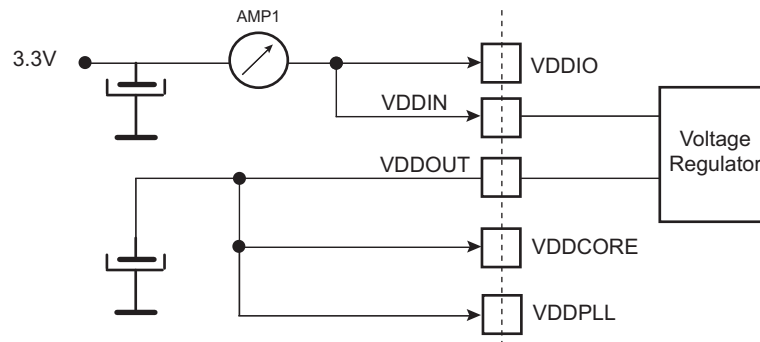 AMP1
3.3V
VDDIO
VDDIN
Voltage
Regulator
VDDOUT
VDDCORE
VDDPLL